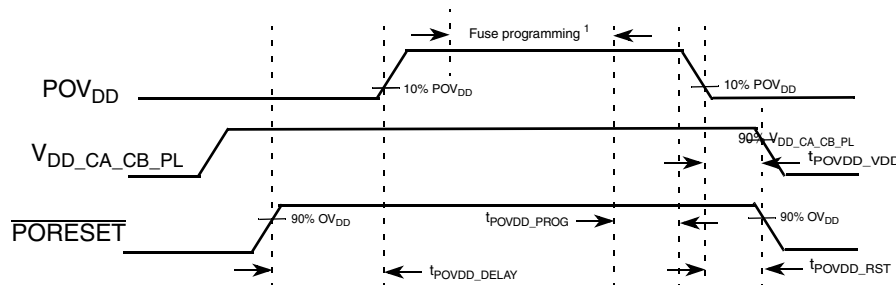 Fuse programming 1
POVDD
10% POVDD
10% POVDD
VDD_CA_CB_PL
90% VDD_CA_CB_PL
tPOVDD_VDD
PORESET
90% OVDD
tPOVDD_PROG
90% OVDD
tPOVDD_DELAY
tPOVDD_RST